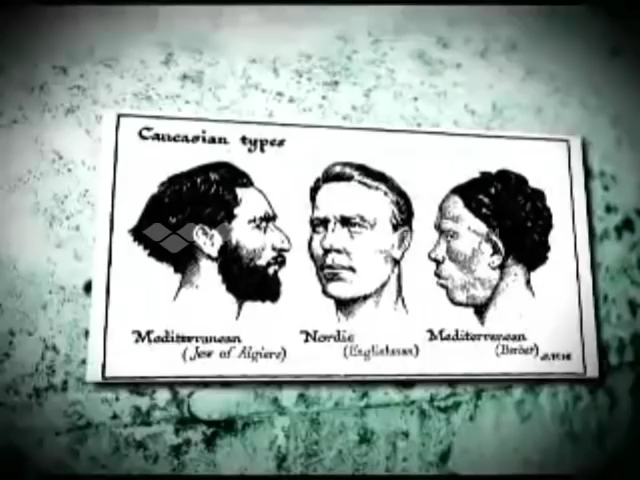 Caucasian types
Mediterranean
(Jew of Algiers)
Nordic
(Englishman)
Mediterranean
(Berber)